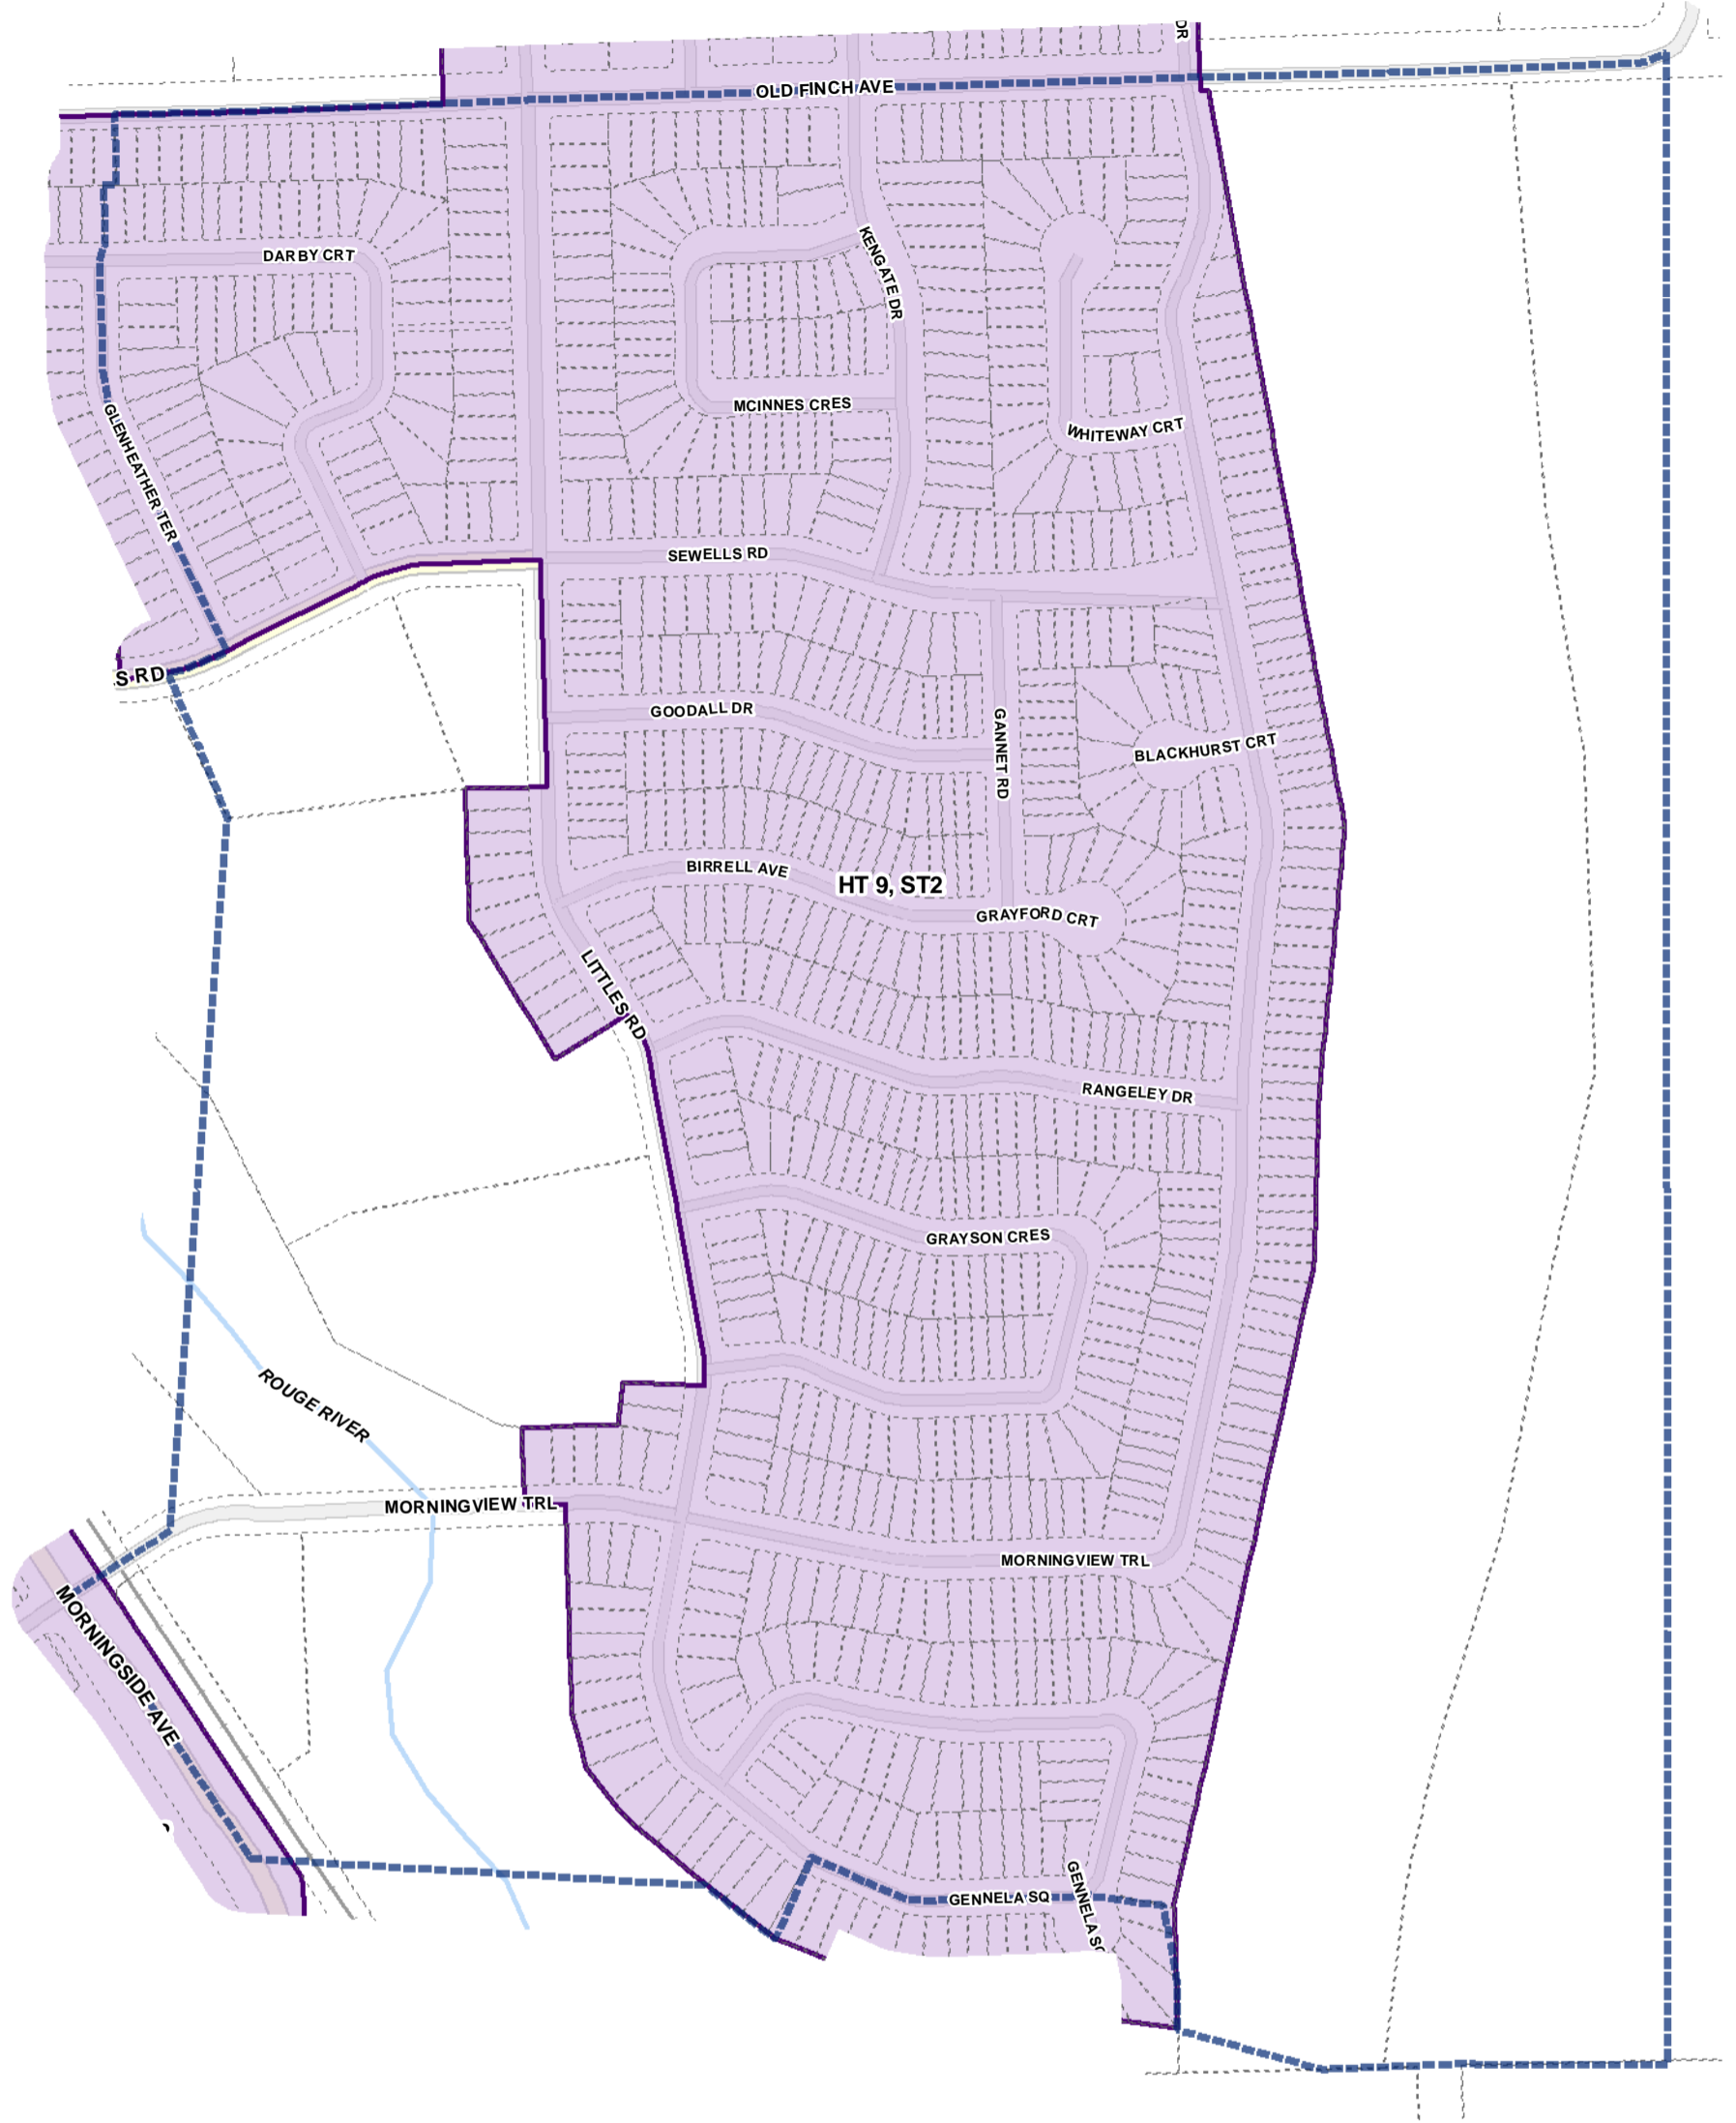 DR
OLD FINCH AVE
DARBY CRT
KENGATE DR
MCINNES CRES
WHITEWAY CRT
GLENHEATHER TER
SEWELLS RD
S RD
GOODALL DR
GANNET RD
BLACKHURST CRT
BIRRELL AVE
HT 9, ST2
GRAYFORD CRT
LITTLES RD
RANGELEY DR
GRAYSON CRES
ROUGE RIVER
MORNINGVIEW TRL
MORNINGVIEW TRL
MORNINGSIDE AVE
GENNELA SQ
GENNELA SQ